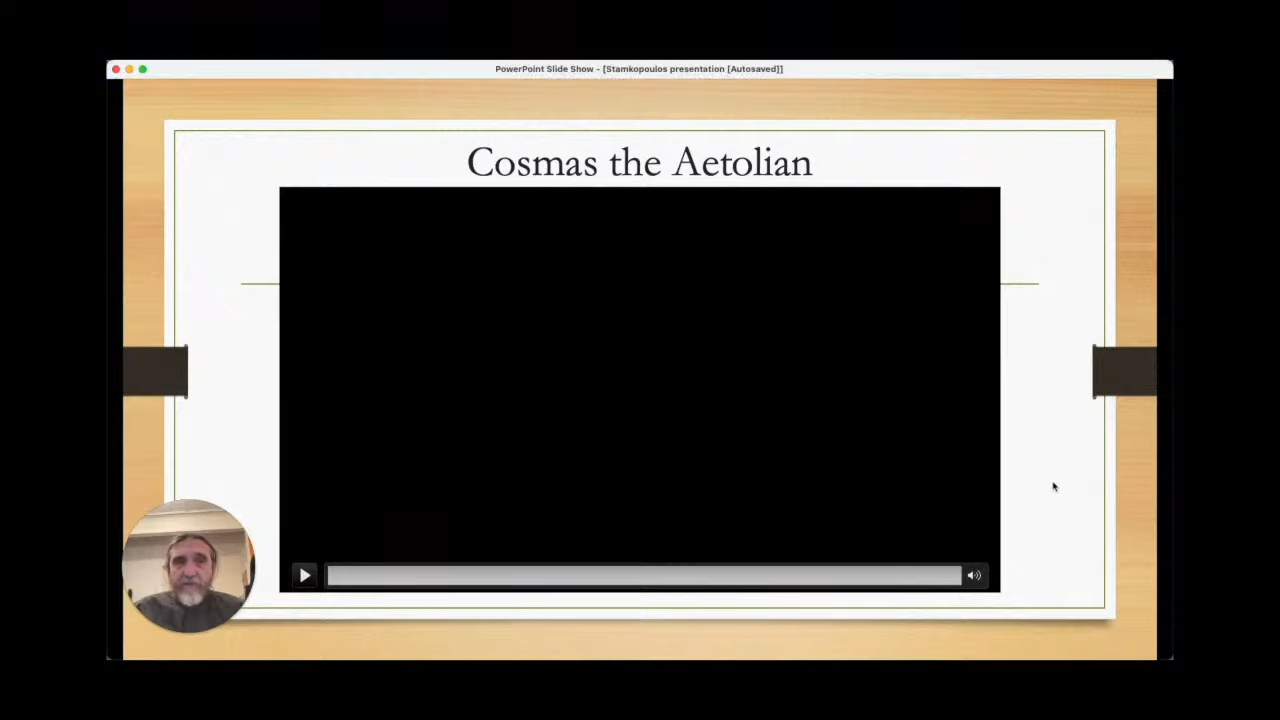 PowerPoint Slide Show - [Stamkopoulos presentation [Autosaved]]
Cosmas the Aetolian